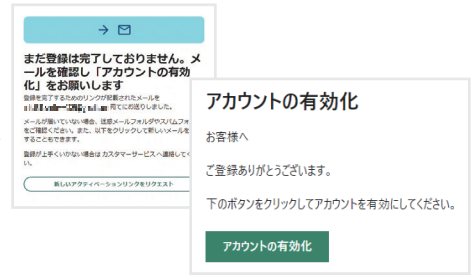 まだ登録は完了しておりません。メ
ールを確認し「アカウントの有効
化」をお願いします
登録を完了するためのリンクが記載されたメールを
宛てにお送りしました。
メールが届いていない場合、迷惑メールフォルダやスパムフォ
をご確認ください。また、以下をクリックして新しいメールを
することもできます。
登録が上手くいかない場合は カスタマーサービス へ連絡してく
い。
新しいアクティベーションリンクをリクエスト
アカウントの有効化
お客様へ
ご登録ありがとうございます。
下のボタンをクリックしてアカウントを有効にしてください。
アカウントの有効化